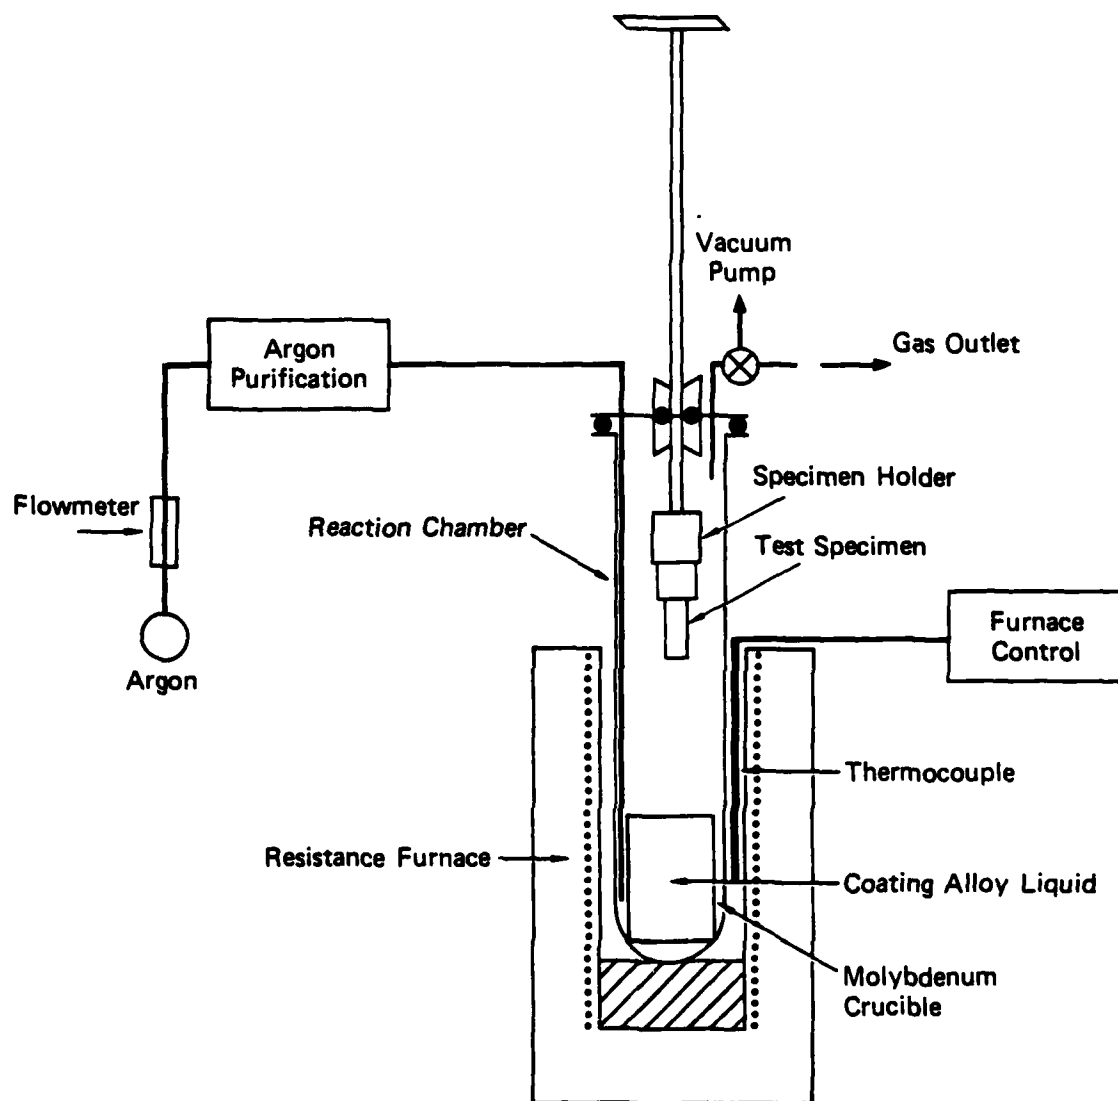 Vacuum
Pump
Gas Outlet
Argon
Purification
Flowmeter
Reaction Chamber
Specimen Holder
Test Specimen
Argon
Furnace
Control
Thermocouple
Resistance Furnace
Coating Alloy Liquid
Molybdenum
Crucible